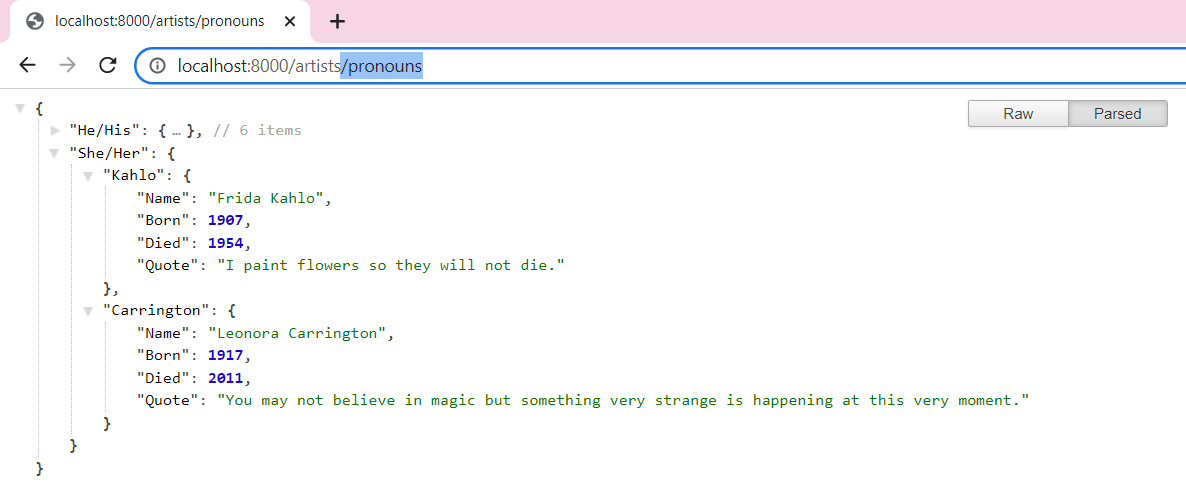 localhost:8000/artists/pronouns
localhost:8000/artists/pronouns
Raw Parsed
{
"He/His": { … }, // 6 items
"She/Her": {
"Kahlo": {
"Name": "Frida Kahlo",
"Born": 1907,
"Died": 1954,
"Quote": "I paint flowers so they will not die."
},
"Carrington": {
"Name": "Leonora Carrington",
"Born": 1917,
"Died": 2011,
"Quote": "You may not believe in magic but something very strange is happening at this very moment."
}
}
}